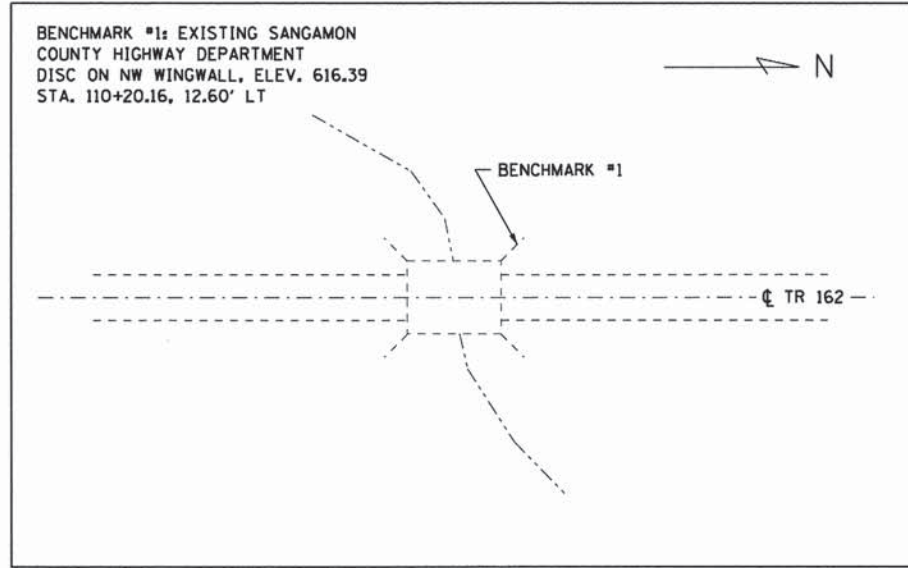 BENCHMARK #1: EXISTING SANGAMON
COUNTY HIGHWAY DEPARTMENT
DISC ON NW WINGWALL, ELEV. 616.39
STA. 110+20.16, 12.60' LT
N
BENCHMARK #1
℄ TR 162